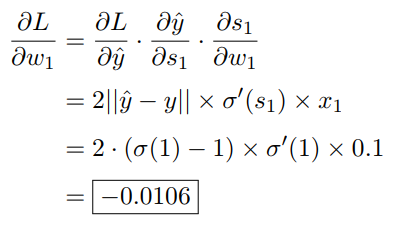 ∂L/∂w₁ = ∂L/∂ŷ · ∂ŷ/∂s₁ · ∂s₁/∂w₁
= 2||ŷ − y|| × σ′(s₁) × x₁
= 2 · (σ(1) − 1) × σ′(1) × 0.1
= −0.0106